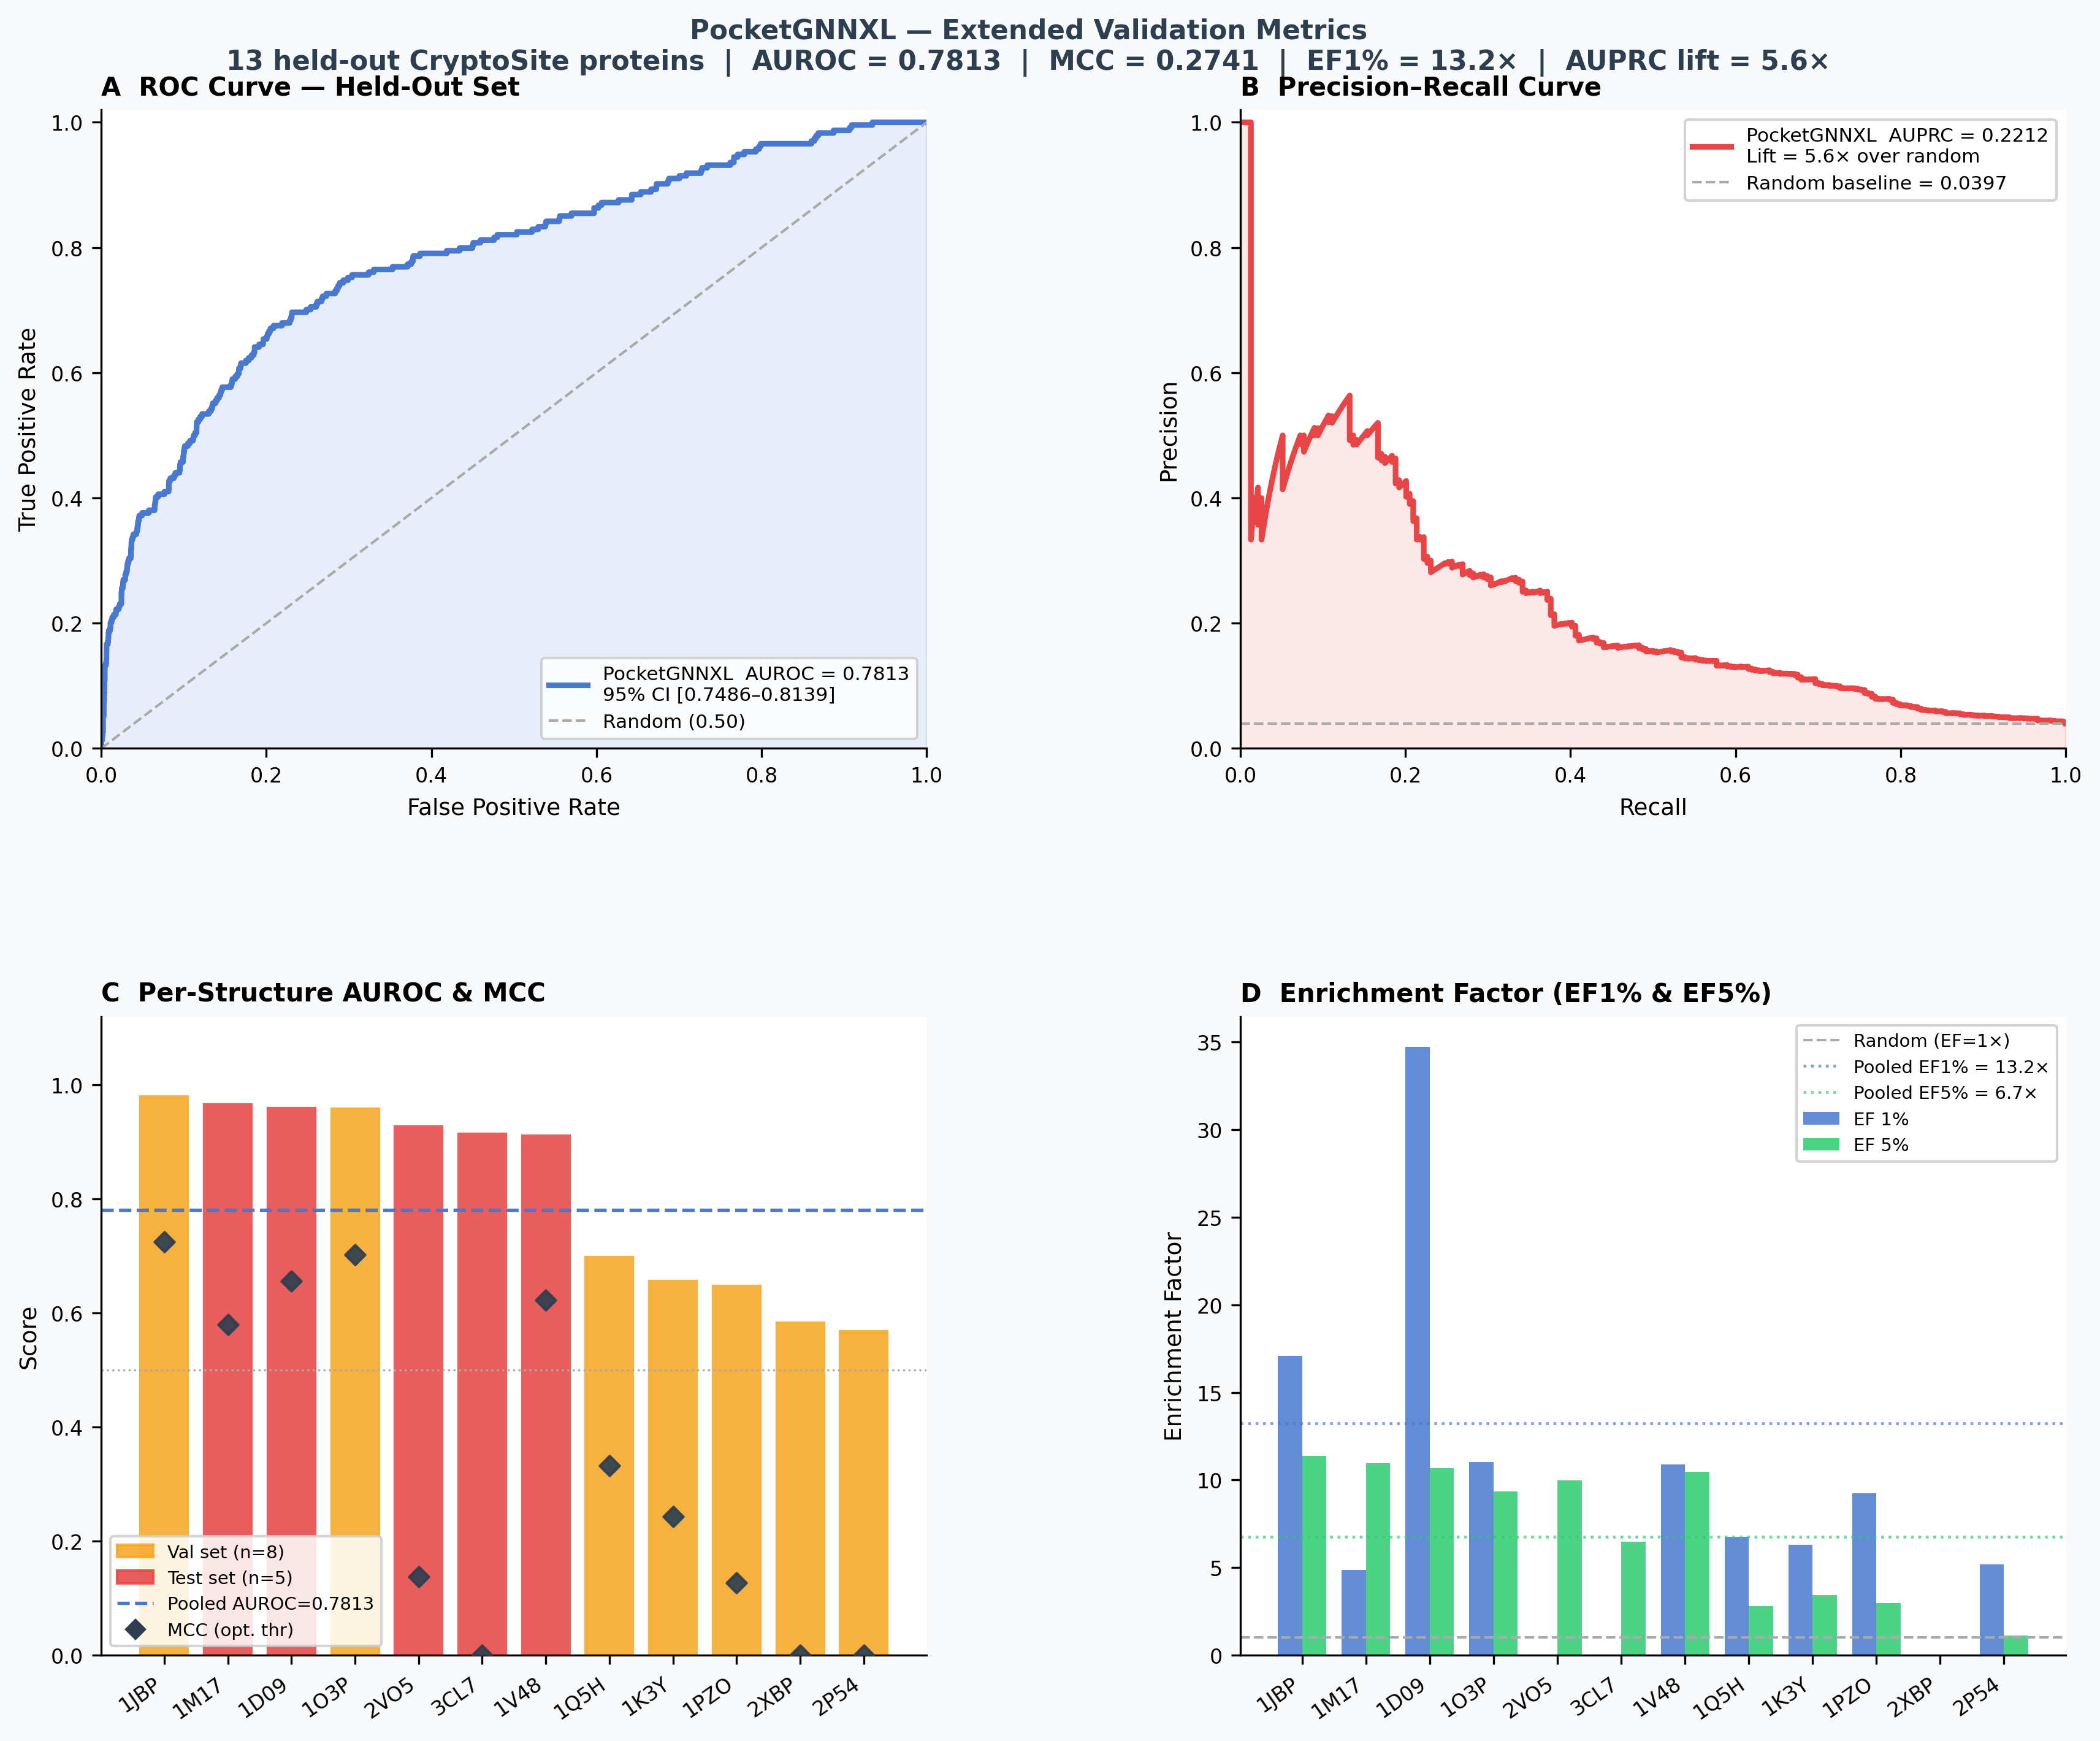 PocketGNNXL — Extended Validation Metrics
13 held-out CryptoSite proteins | AUROC = 0.7813 | MCC = 0.2741 | EF1% = 13.2× | AUPRC lift = 5.6×
A ROC Curve — Held-Out Set
1.0
0.8
0.6
0.4
0.2
0.0
True Positive Rate
PocketGNNXL AUROC = 0.7813
95% CI [0.7486–0.8139]
Random (0.50)
0.0 0.2 0.4 0.6 0.8 1.0
False Positive Rate
B Precision–Recall Curve
1.0
0.8
0.6
0.4
0.2
0.0
Precision
PocketGNNXL AUPRC = 0.2212
Lift = 5.6× over random
Random baseline = 0.0397
0.0 0.2 0.4 0.6 0.8 1.0
Recall
C Per-Structure AUROC & MCC
1.0
0.8
0.6
0.4
0.2
0.0
Score
Val set (n=8)
Test set (n=5)
Pooled AUROC=0.7813
MCC (opt. thr)
1JBP 1M17 1D09 1O3P 2VO5 3CL7 1V48 1Q5H 1K3Y 1PZO 2XBP 2P54
D Enrichment Factor (EF1% & EF5%)
35
30
25
20
15
10
5
0
Enrichment Factor
Random (EF=1×)
Pooled EF1% = 13.2×
Pooled EF5% = 6.7×
EF 1%
EF 5%
1JBP 1M17 1D09 1O3P 2VO5 3CL7 1V48 1Q5H 1K3Y 1PZO 2XBP 2P54